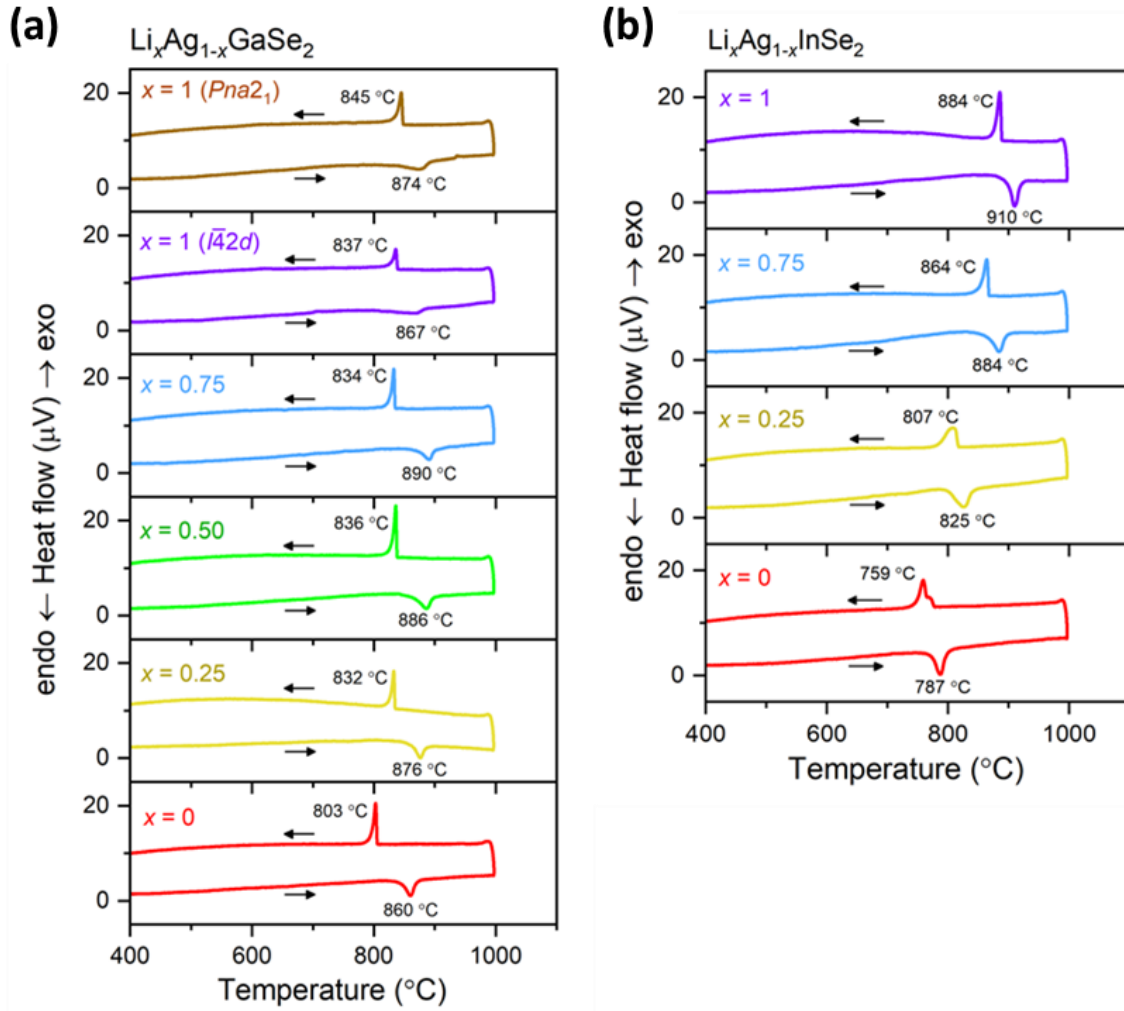 (a)
LiₓAg₁₋ₓGaSe₂
endo ← Heat flow (μV) → exo
x = 1 (Pna2₁)
845 °C
874 °C
20
0
x = 1 (I4̅2d)
837 °C
867 °C
20
0
x = 0.75
834 °C
890 °C
20
0
x = 0.50
836 °C
886 °C
20
0
x = 0.25
832 °C
876 °C
20
0
x = 0
803 °C
860 °C
20
0
400 600 800 1000
Temperature (°C)
(b)
LiₓAg₁₋ₓInSe₂
endo ← Heat flow (μV) → exo
x = 1
884 °C
910 °C
20
0
x = 0.75
864 °C
884 °C
20
0
x = 0.25
807 °C
825 °C
20
0
x = 0
759 °C
787 °C
20
0
400 600 800 1000
Temperature (°C)